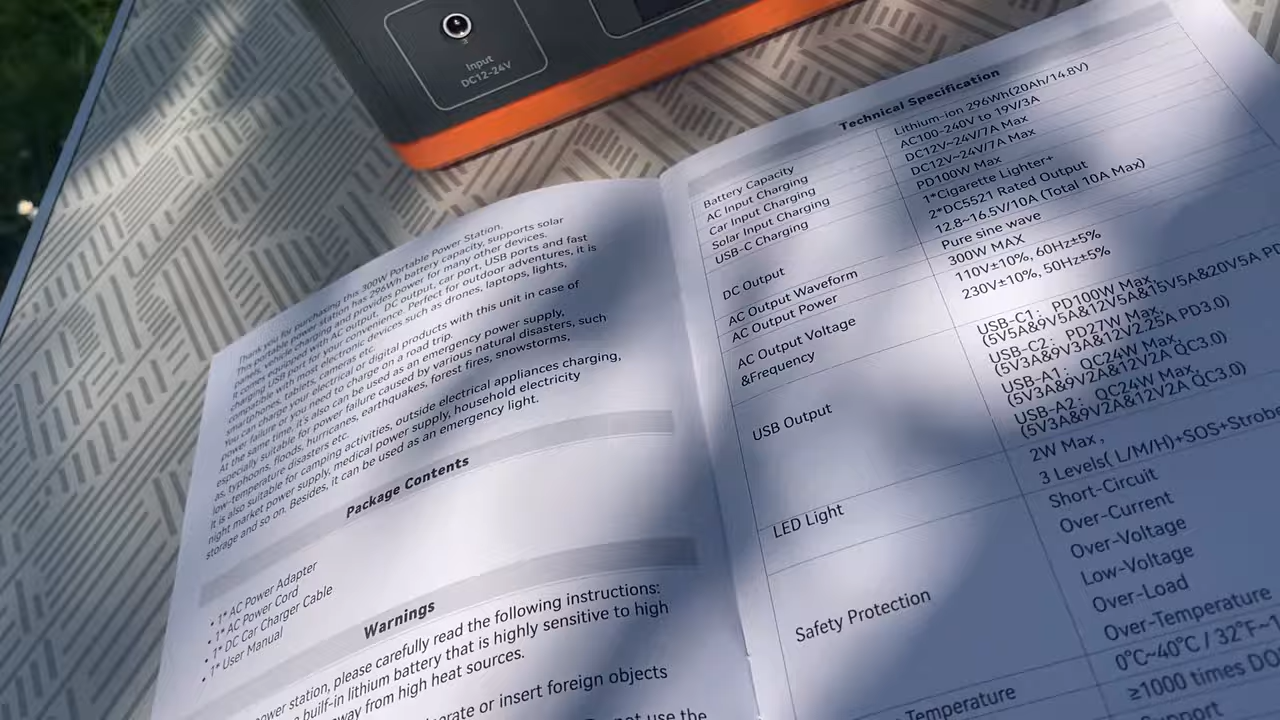 Input
DC12-24V
Thank you for purchasing this 300W Portable Power Station.
This portable power station has 296Wh battery capacity, supports solar
panels, vehicle charging and provides power for many other devices.
It comes equipped with AC output, DC output, car port, USB ports and fast
charging USB port for your convenience. Perfect for outdoor adventures, it is
compatible with most electronic devices such as drones, laptops, lights,
smartphones, tablets, cameras etc.
You can charge your cell phone or digital products with this unit in case of
power failure or you need to charge on a road trip.
At the same time, it's also can be used as an emergency power supply,
especially suitable for power failure caused by various natural disasters, such
as, typhoons, floods, hurricanes, earthquakes, forest fires, snowstorms,
low-temperature disasters etc.
It is also suitable for camping activities, outside electrical appliances charging,
night market power supply, medical power supply, household electricity
storage and so on. Besides, it can be used as an emergency light.
Package Contents
• 1* AC Power Adapter
• 1* AC Power Cord
• 1* DC Car Charger Cable
• 1* User Manual
Warnings
power station, please carefully read the following instructions:
a built-in lithium battery that is highly sensitive to high
away from high heat sources.
or insert foreign objects
not use the
Technical Specification
Battery Capacity Lithium-ion 296Wh(20Ah/14.8V)
AC Input Charging AC100-240V to 19V/3A
Car Input Charging DC12V~24V/7A Max
Solar Input Charging DC12V~24V/7A Max
USB-C Charging PD100W Max
DC Output 1*Cigarette Lighter+
2*DC5521 Rated Output
12.8~16.5V/10A (Total 10A Max)
AC Output Waveform Pure sine wave
AC Output Power 300W MAX
AC Output Voltage
&Frequency
110V±10%, 60Hz±5%
230V±10%, 50Hz±5%
USB Output
USB-C1: PD100W Max,
(5V5A&9V5A&12V5A&15V5A&20V5A
USB-C2: PD27W Max,
(5V3A&9V3A&12V2.25A PD3.0)
USB-A1: QC24W Max,
(5V3A&9V2A&12V2A QC3.0)
USB-A2: QC24W Max,
(5V3A&9V2A&12V2A QC3.0)
LED Light
2W Max,
3 Levels( L/M/H)+SOS+Strobe
Safety Protection
Short-Circuit
Over-Current
Over-Voltage
Low-Voltage
Over-Load
Over-Temperature
Temperature 0°C~40°C / 32°F~1
≥1000 times
Support